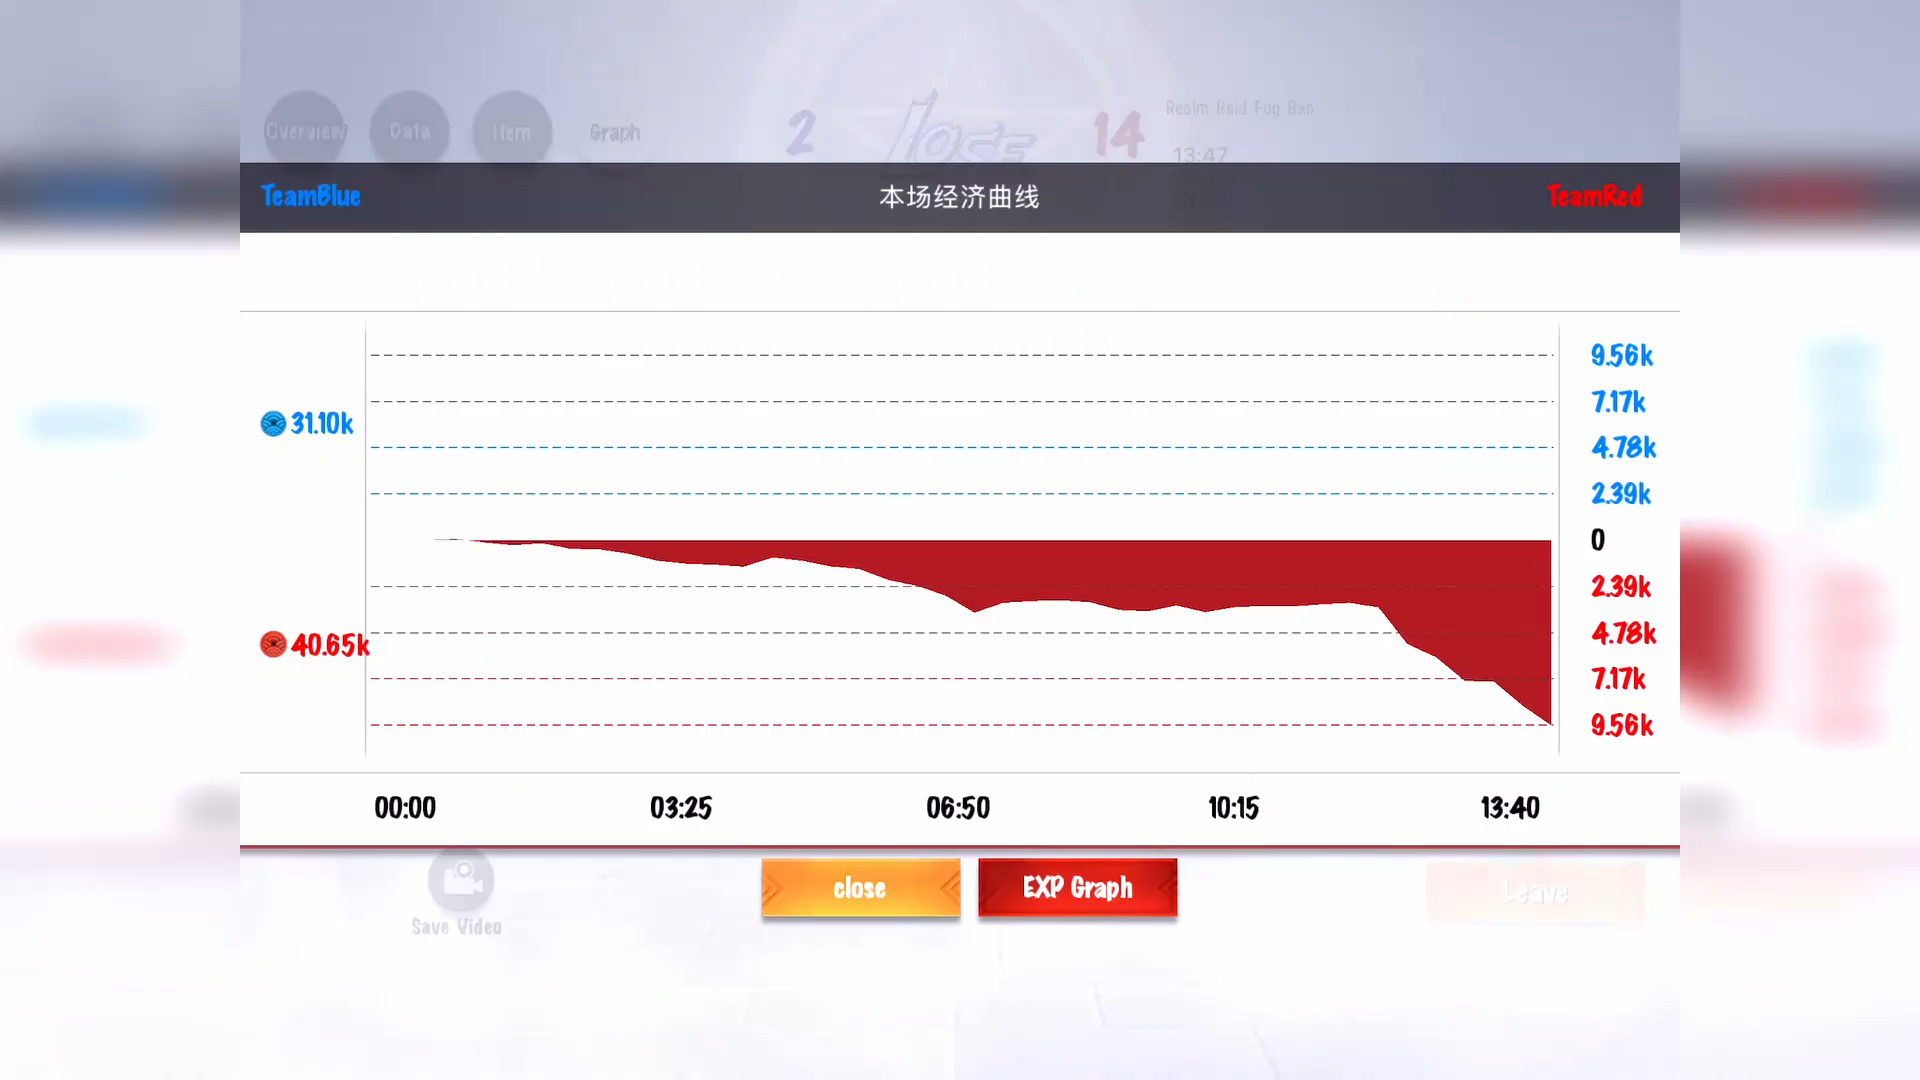 Overview Data Item Graph 2 LOSE 14 Realm Raid Fog Ban
13:47
TeamBlue 本场经济曲线 TeamRed
9.56k
7.17k
31.10k
4.78k
2.39k
0
2.39k
4.78k
40.65k
7.17k
9.56k
00:00 03:25 06:50 10:15 13:40
close EXP Graph Leave
Save Video